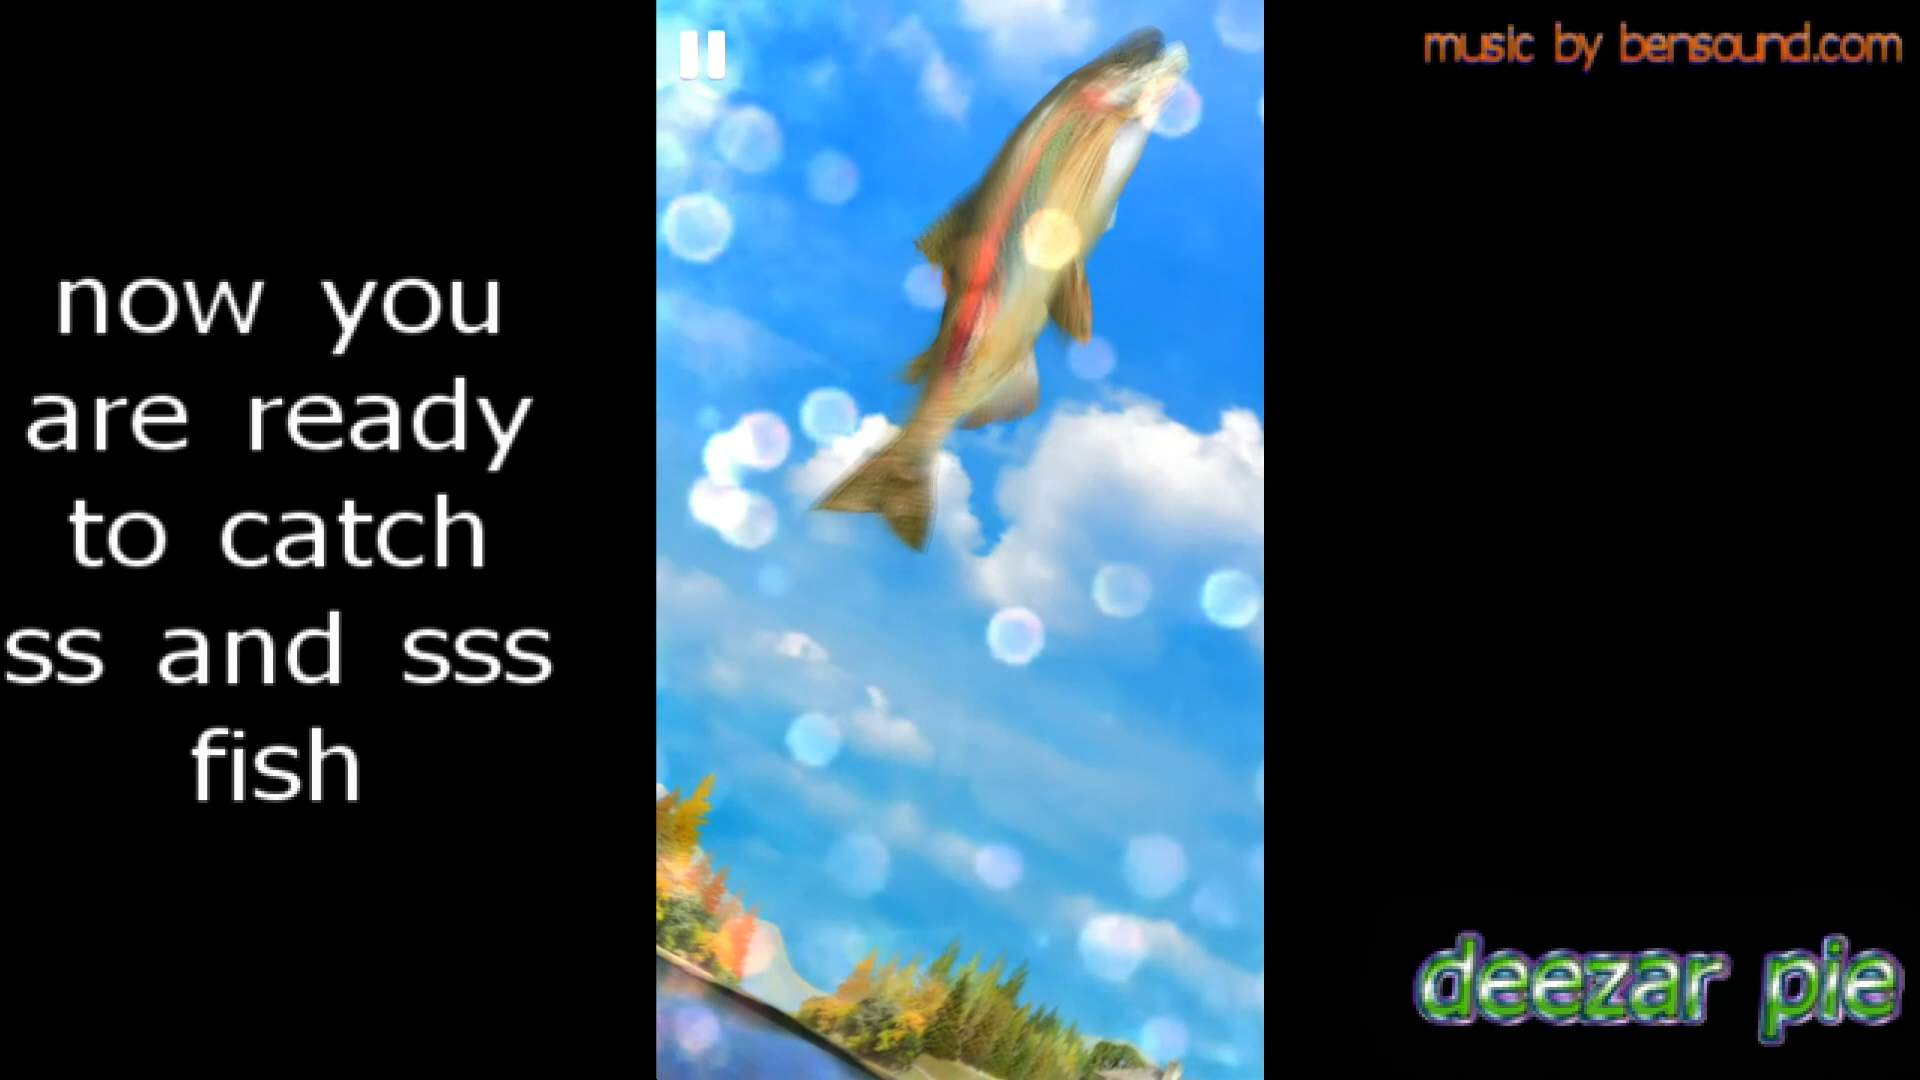 music by bensound.com
now you
are ready
to catch
ss and sss
fish
deezar pie